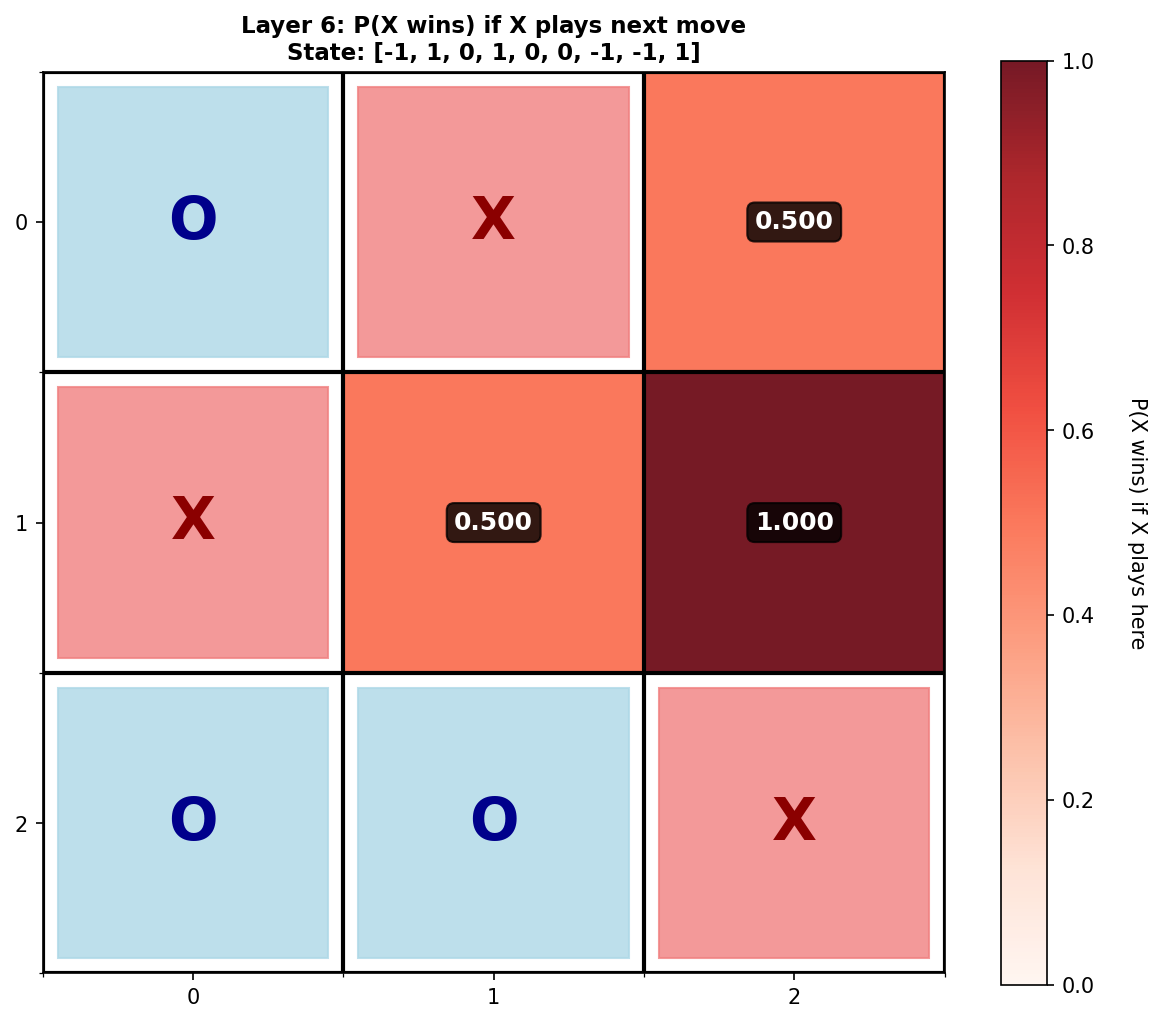 Layer 6: P(X wins) if X plays next move
State: [-1, 1, 0, 1, 0, 0, -1, -1, 1]
0
O
X
0.500
1
X
0.500
1.000
2
O
O
X
0
1
2
1.0
0.8
0.6
0.4
0.2
0.0
P(X wins) if X plays here